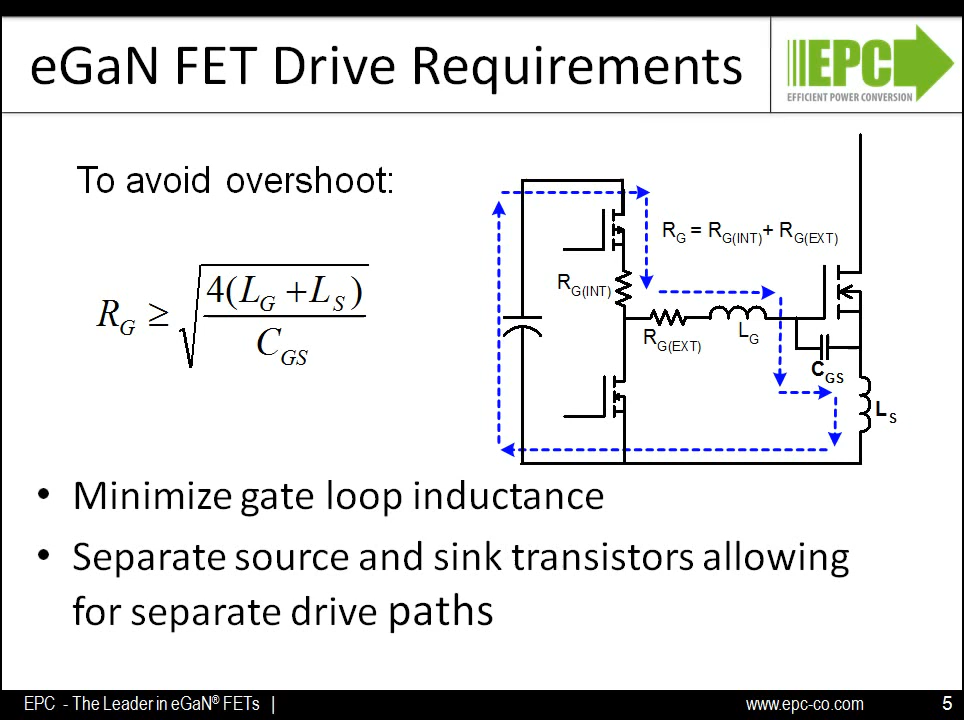 eGaN FET Drive Requirements
EPC
EFFICIENT POWER CONVERSION
To avoid overshoot:
R_G ≥ √(4(L_G + L_S) / C_GS)
R_G = R_G(INT) + R_G(EXT)
R_G(INT)
R_G(EXT)
L_G
C_GS
L_S
• Minimize gate loop inductance
• Separate source and sink transistors allowing
for separate drive paths
EPC - The Leader in eGaN® FETs |
www.epc-co.com
5